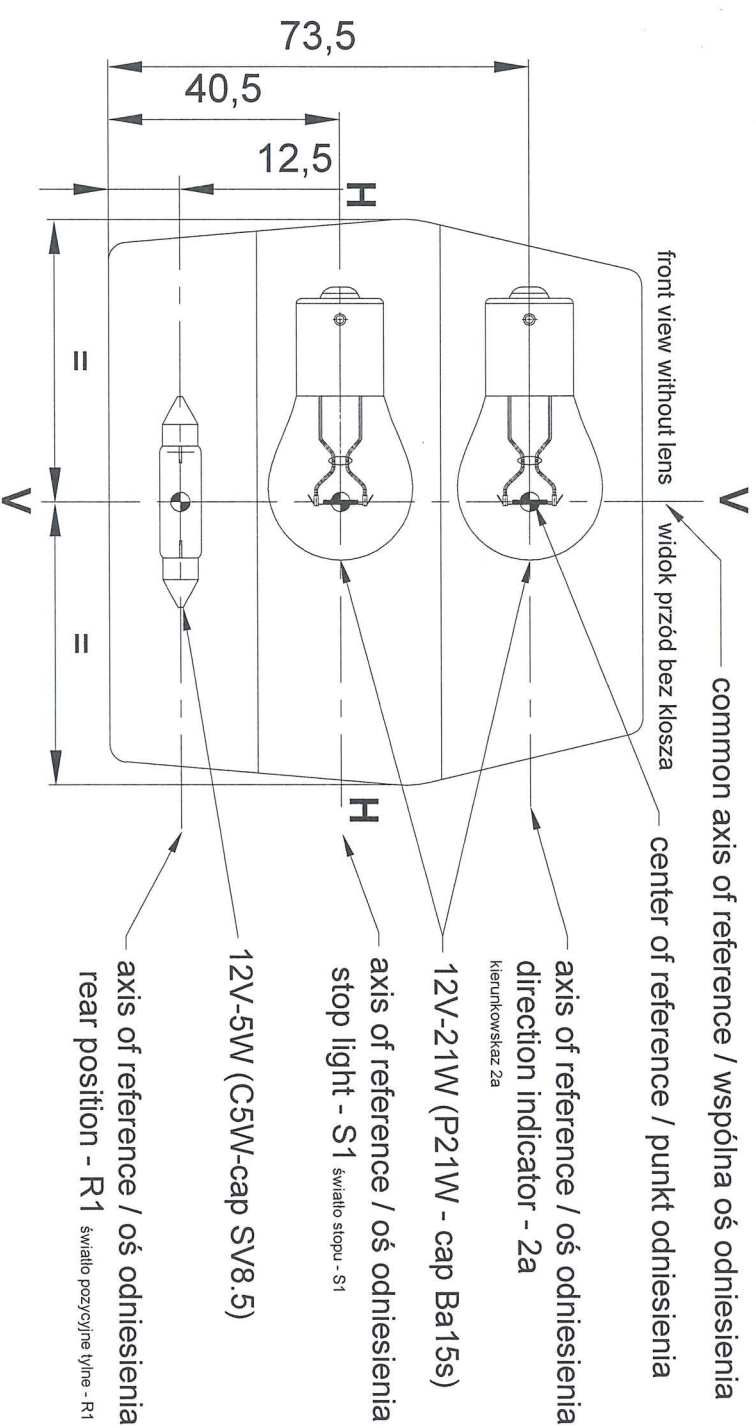 common axis of reference / wspólna oś odniesienia
center of reference / punkt odniesienia
V
front view without lens widok przód bez klosza
axis of reference / oś odniesienia
direction indicator - 2a
kierunkowskaz 2a
12V-21W (P21W - cap Ba15s)
H H
axis of reference / oś odniesienia
stop light - S1 światło stopu - S1
12V-5W (C5W-cap SV8.5)
axis of reference / oś odniesienia
rear position - R1 światło pozycyjne tylne - R1
73,5
40,5
12,5
= =
V